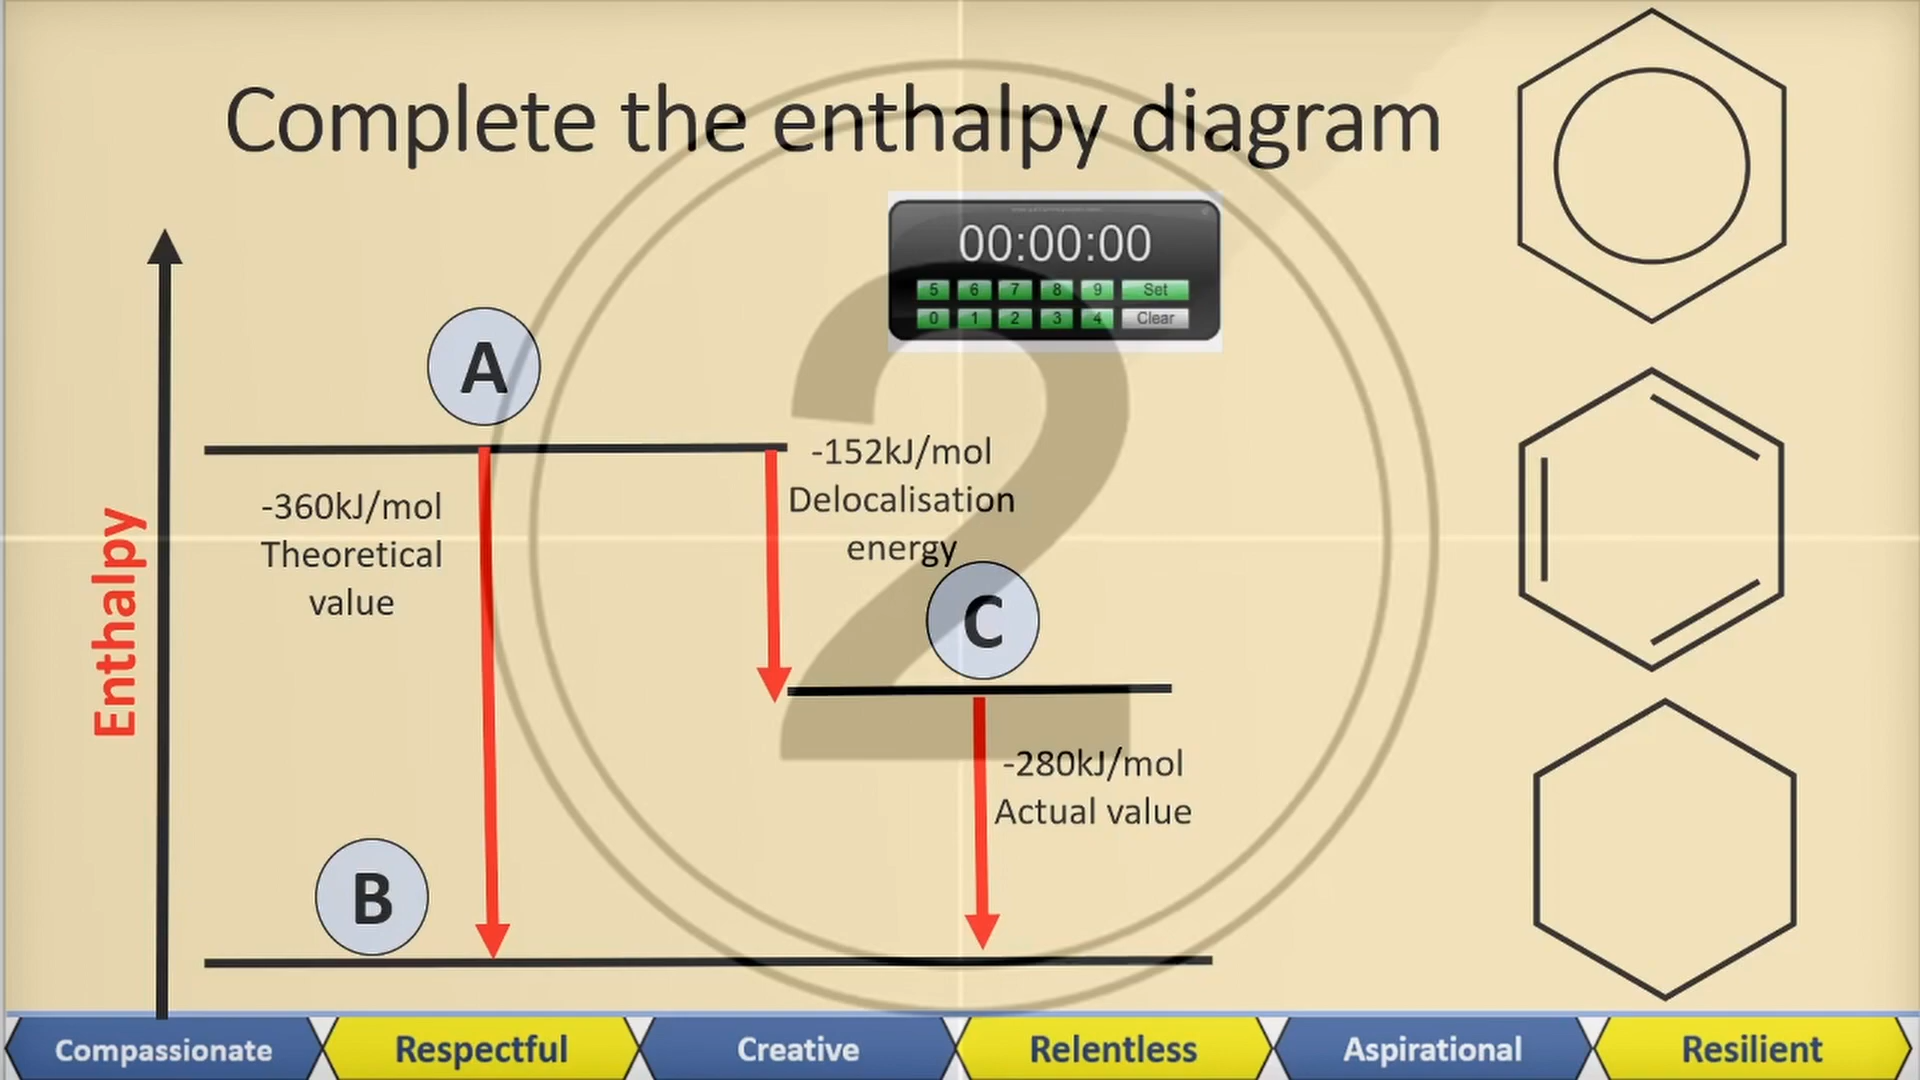 Complete the enthalpy diagram
00:00:00
5 6 7 8 9 Set
0 1 2 3 4 Clear
2
A
-360kJ/mol
Theoretical
value
-152kJ/mol
Delocalisation
energy
C
-280kJ/mol
Actual value
B
Enthalpy
Compassionate
Respectful
Creative
Relentless
Aspirational
Resilient